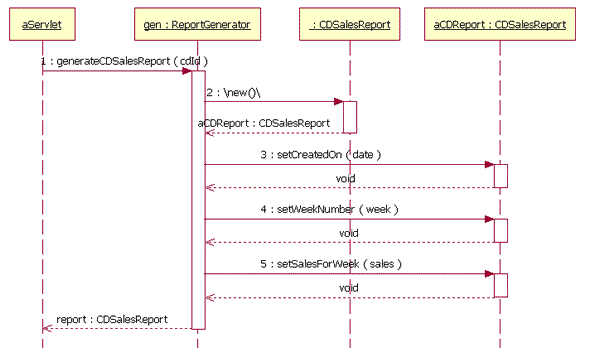 aServlet
gen : ReportGenerator
: CDSalesReport
aCDReport : CDSalesReport
1 : generateCDSalesReport ( cdId )
2 : \new()\
aCDReport : CDSalesReport
3 : setCreatedOn ( date )
void
4 : setWeekNumber ( week )
void
5 : setSalesForWeek ( sales )
void
report : CDSalesReport